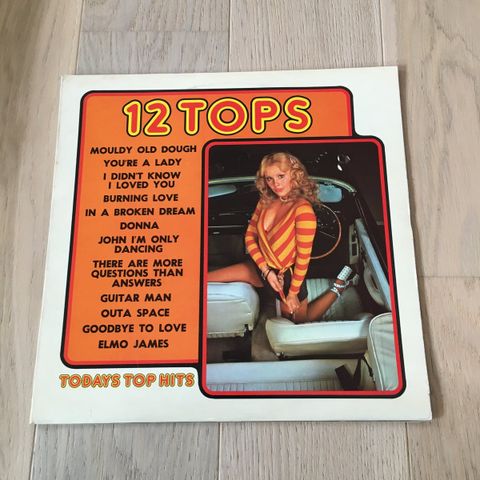 12 TOPS
MOULDY OLD DOUGH
YOU'RE A LADY
I DIDN'T KNOW
I LOVED YOU
BURNING LOVE
IN A BROKEN DREAM
DONNA
JOHN I'M ONLY
DANCING
THERE ARE MORE
QUESTIONS THAN
ANSWERS
GUITAR MAN
OUTA SPACE
GOODBYE TO LOVE
ELMO JAMES
TODAYS TOP HITS